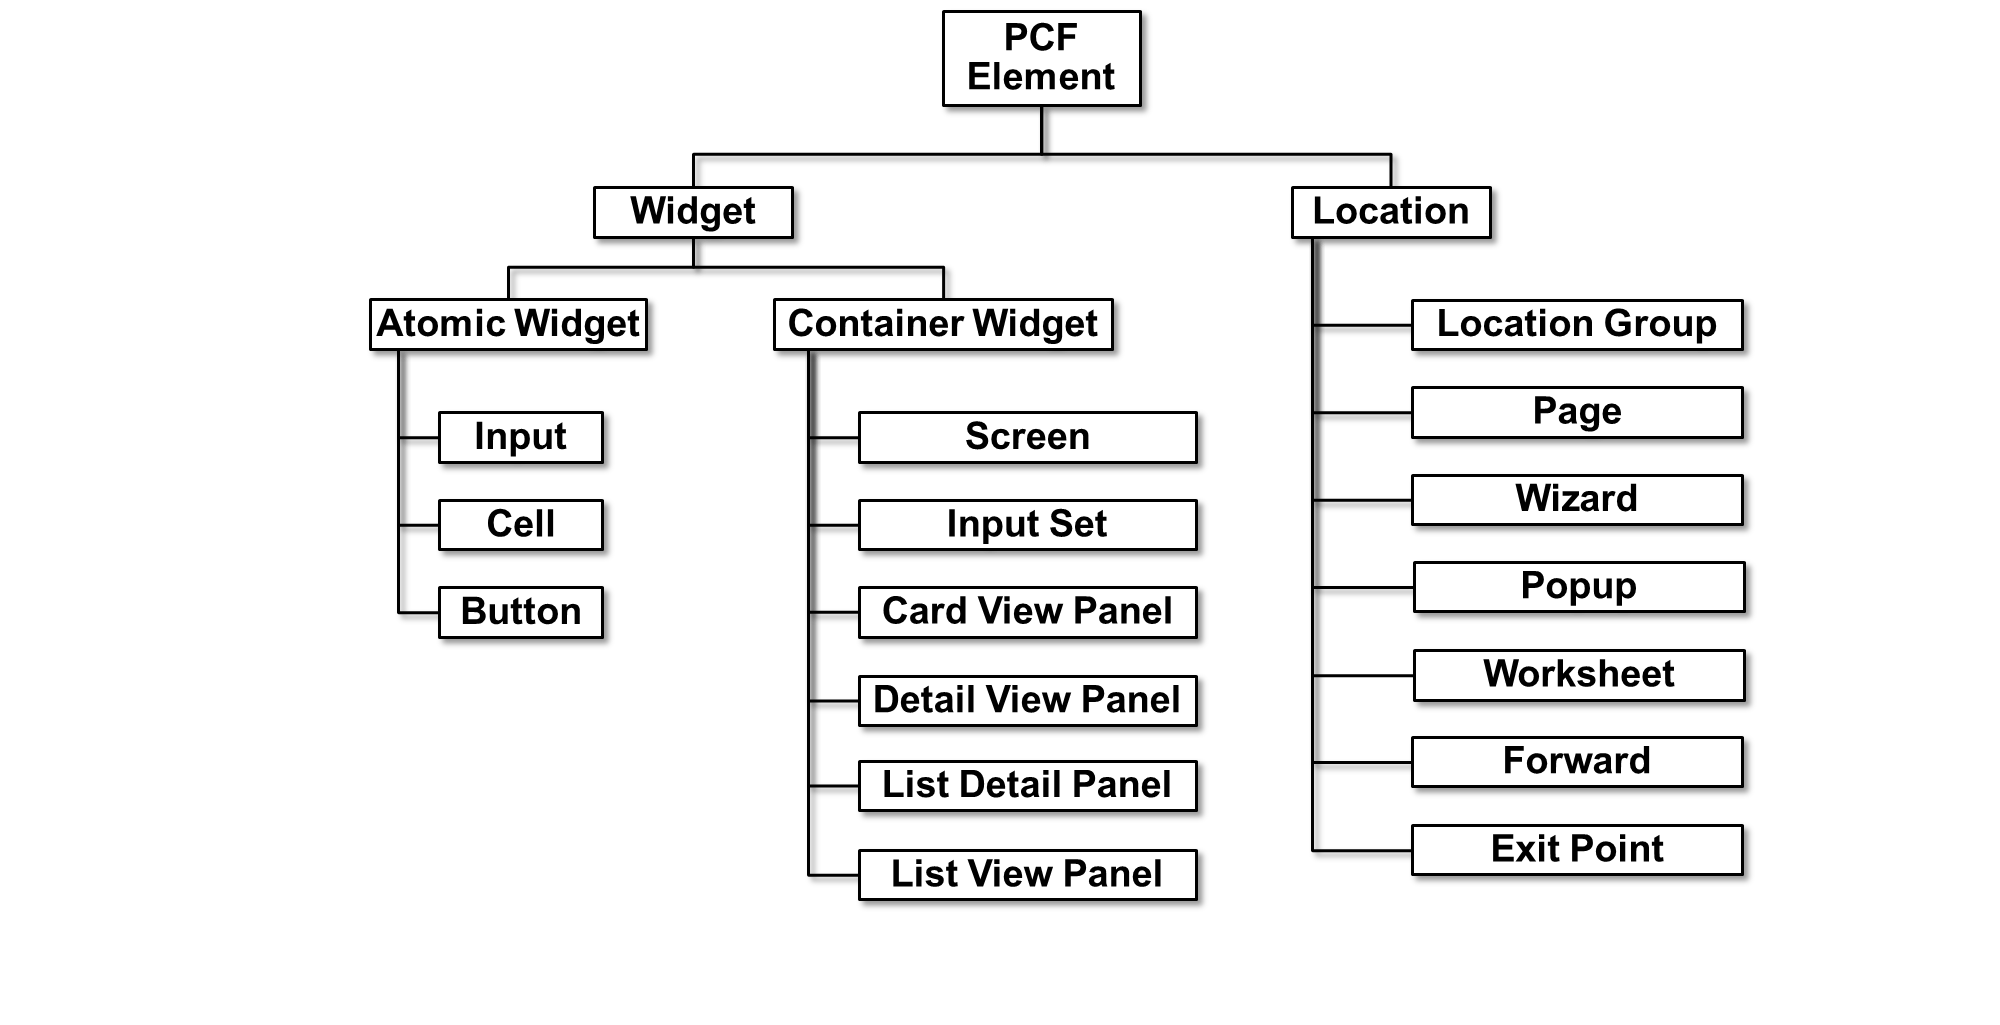 PCF
Element
Widget
Location
Atomic Widget
Container Widget
Location Group
Input
Screen
Page
Cell
Input Set
Wizard
Button
Card View Panel
Popup
Detail View Panel
Worksheet
List Detail Panel
Forward
List View Panel
Exit Point